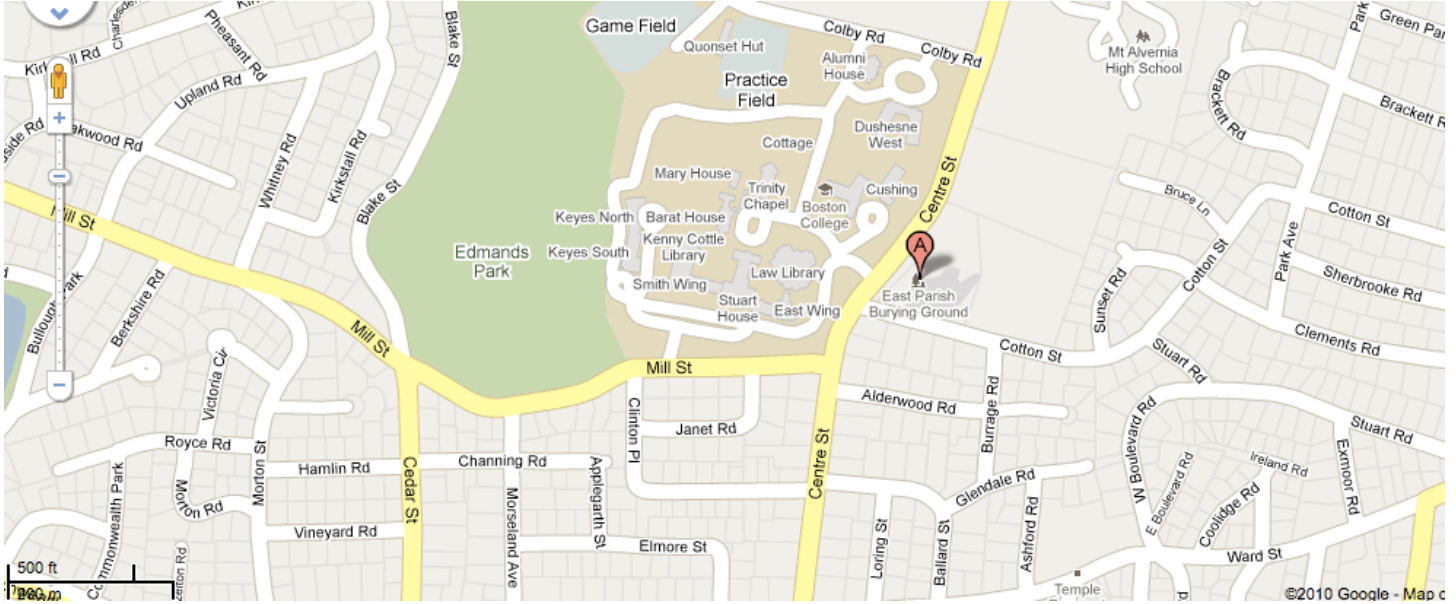 Game Field
Quonset Hut
Colby Rd
Colby Rd
Alumni
House
Mt Alvernia
High School
Park
Green
Blake St
Pheasant Rd
Upland Rd
Practice
Field
Brackett Rd
Brackett R
Dushesne
West
Cottage
Whitney Rd
Kirkstall Rd
Mary House
Trinity
Chapel
Boston
College
Cushing
Centre St
Bruce Ln
Cotton St
Blake St
Mill St
Keyes North
Barat House
Kenny Cottle
Library
Keyes South
Edmands
Park
Law Library
Smith Wing
Stuart
House
East Wing
A
East Parish
Burying Ground
Sunset Rd
Cotton St
Park Ave
Sherbrooke Rd
Clements Rd
Berkshire Rd
Mill St
Mill St
Cotton St
Stuart Rd
Victoria Cir
Alderwood Rd
Burrage Rd
W Boulevard Rd
Stuart Rd
Royce Rd
Morton St
Hamlin Rd
Channing Rd
Clinton Pl
Janet Rd
Centre St
Cedar St
Applegarth St
Morseland Ave
Morton Rd
Vineyard Rd
Elmore St
Commonwealth Park
Glendale Rd
Loring St
Ballard St
Ashford Rd
E Boulevard Rd
Ireland Rd
Coolidge Rd
Exmoor Rd
Ward St
Temple
500 ft
©2010 Google - Map